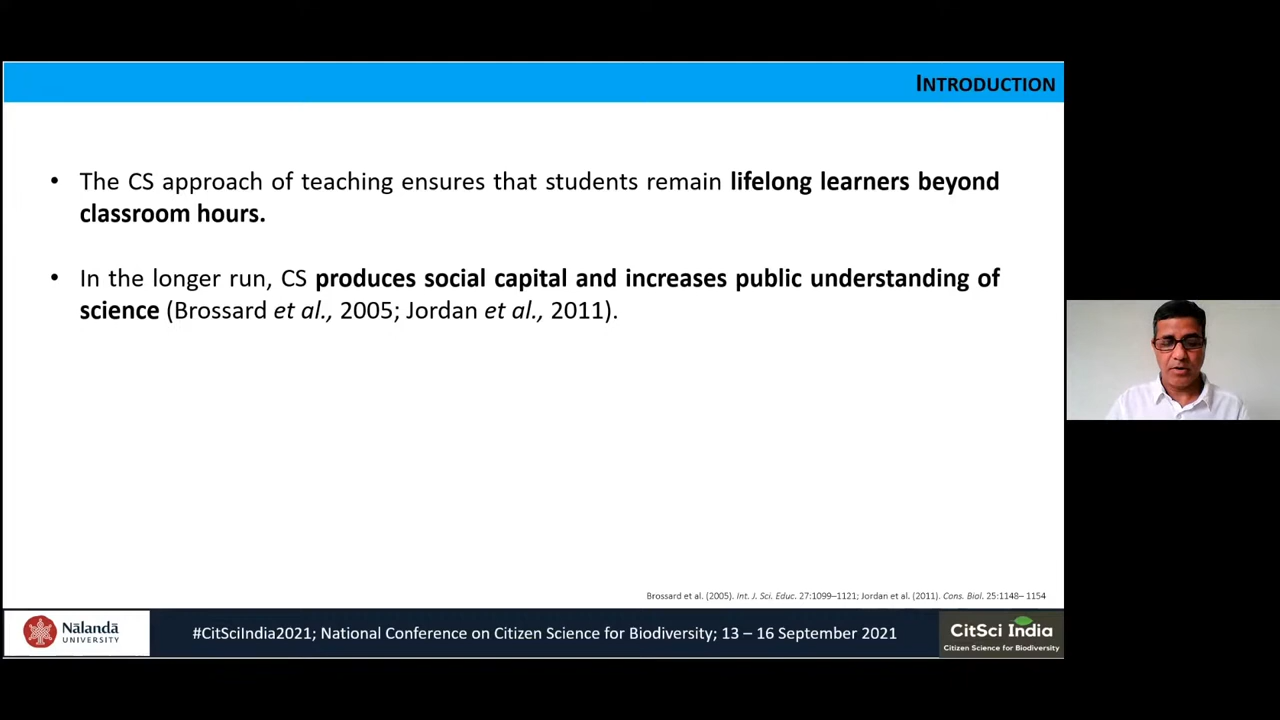 INTRODUCTION
• The CS approach of teaching ensures that students remain lifelong learners beyond
classroom hours.
• In the longer run, CS produces social capital and increases public understanding of
science (Brossard et al., 2005; Jordan et al., 2011).
Brossard et al. (2005). Int. J. Sci. Educ. 27:1099–1121; Jordan et al. (2011). Cons. Biol. 25:1148– 1154
Nālandā
UNIVERSITY
#CitSciIndia2021; National Conference on Citizen Science for Biodiversity; 13 – 16 September 2021
CitSci India
Citizen Science for Biodiversity